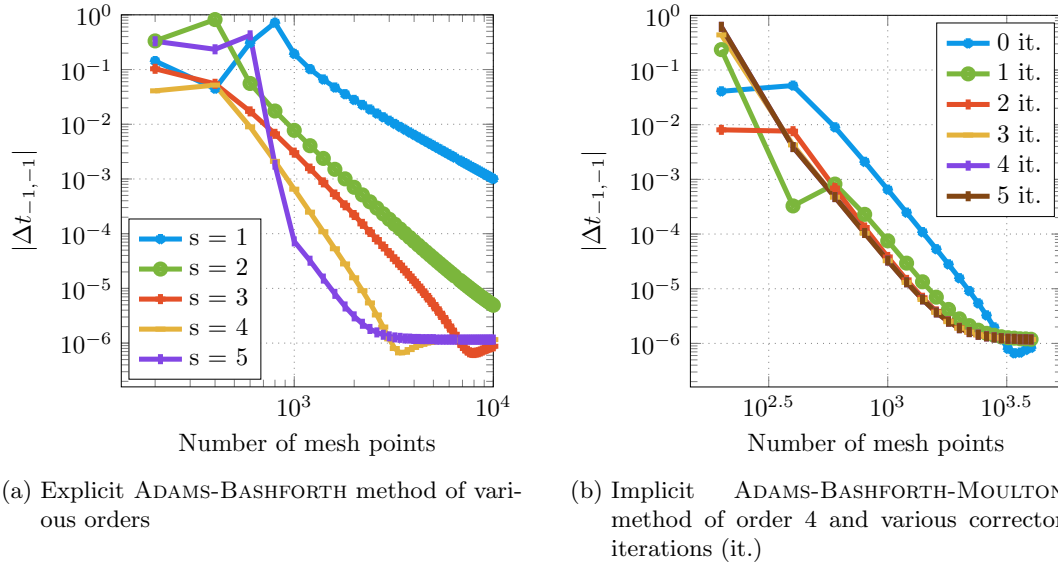 10^0
10^−1
10^−2
10^−3
10^−4
10^−5
10^−6
|Δt_{−1,−1}|
s = 1
s = 2
s = 3
s = 4
s = 5
10^3
10^4
Number of mesh points
(a) Explicit ADAMS-BASHFORTH method of vari-
ous orders
10^0
10^−1
10^−2
10^−3
10^−4
10^−5
10^−6
|Δt_{−1,−1}|
0 it.
1 it.
2 it.
3 it.
4 it.
5 it.
10^2.5
10^3
10^3.5
Number of mesh points
(b) Implicit ADAMS-BASHFORTH-MOULTON
method of order 4 and various corrector
iterations (it.)